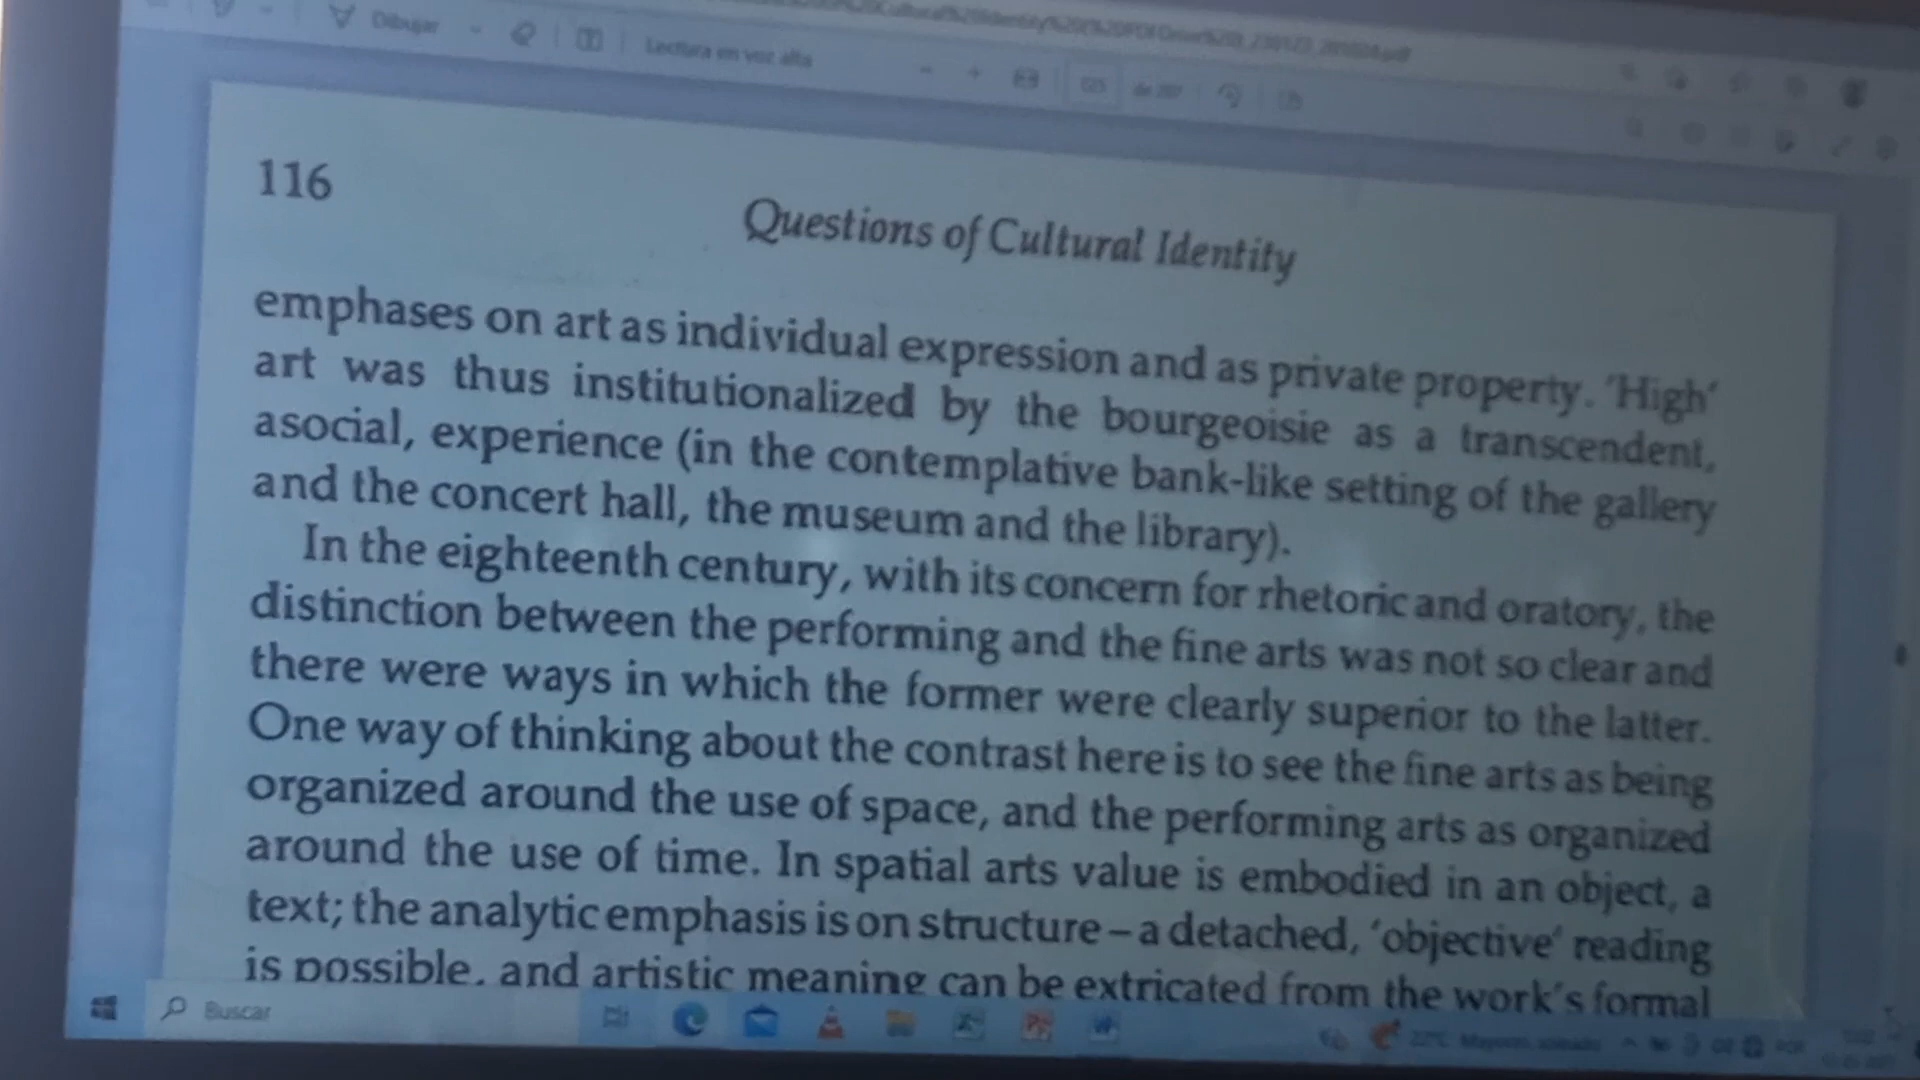 Dibujar
Lectura en voz alta
116
Questions of Cultural Identity
emphases on art as individual expression and as private property. ‘High’
art was thus institutionalized by the bourgeoisie as a transcendent,
asocial, experience (in the contemplative bank-like setting of the gallery
and the concert hall, the museum and the library).
In the eighteenth century, with its concern for rhetoric and oratory, the
distinction between the performing and the fine arts was not so clear and
there were ways in which the former were clearly superior to the latter.
One way of thinking about the contrast here is to see the fine arts as being
organized around the use of space, and the performing arts as organized
around the use of time. In spatial arts value is embodied in an object, a
text; the analytic emphasis is on structure – a detached, ‘objective’ reading
is possible, and artistic meaning can be extricated from the work’s formal
Buscar
22°C